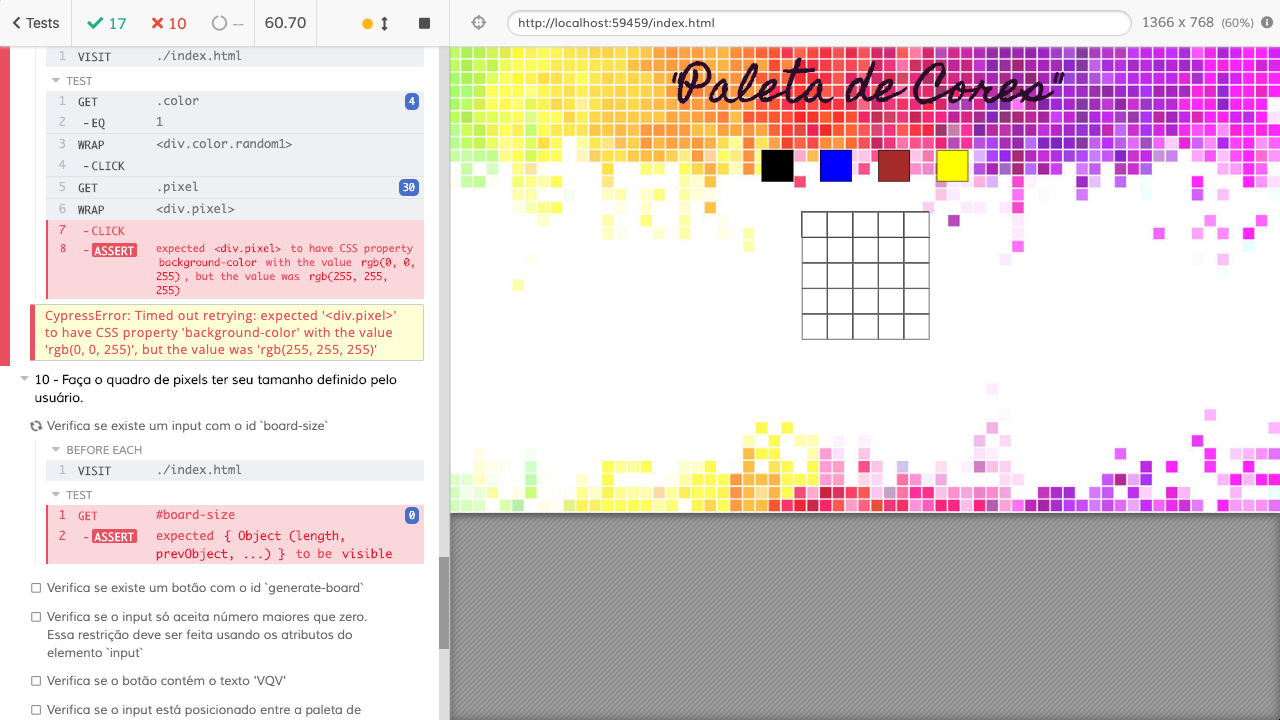 Tests
17
10
--
60.70
http://localhost:59459/index.html
1366 x 768 (60%)
1 VISIT ./index.html
TEST
1 GET .color 4
2 -EQ 1
3 WRAP <div.color.random1>
4 -CLICK
5 GET .pixel 30
6 WRAP <div.pixel>
7 -CLICK
8 -ASSERT expected <div.pixel> to have CSS property
background-color with the value rgb(0, 0,
255) , but the value was rgb(255, 255,
255)
CypressError: Timed out retrying: expected '<div.pixel>'
to have CSS property 'background-color' with the value
'rgb(0, 0, 255)', but the value was 'rgb(255, 255, 255)'
10 - Faça o quadro de pixels ter seu tamanho definido pelo
usuário.
Verifica se existe um input com o id `board-size`
BEFORE EACH
1 VISIT ./index.html
TEST
1 GET #board-size 0
2 -ASSERT expected { Object (length,
prevObject, ...) } to be visible
Verifica se existe um botão com o id `generate-board`
Verifica se o input só aceita número maiores que zero.
Essa restrição deve ser feita usando os atributos do
elemento `input`
Verifica se o botão contém o texto 'VQV'
Verifica se o input está posicionado entre a paleta de
"Paleta de Cores"